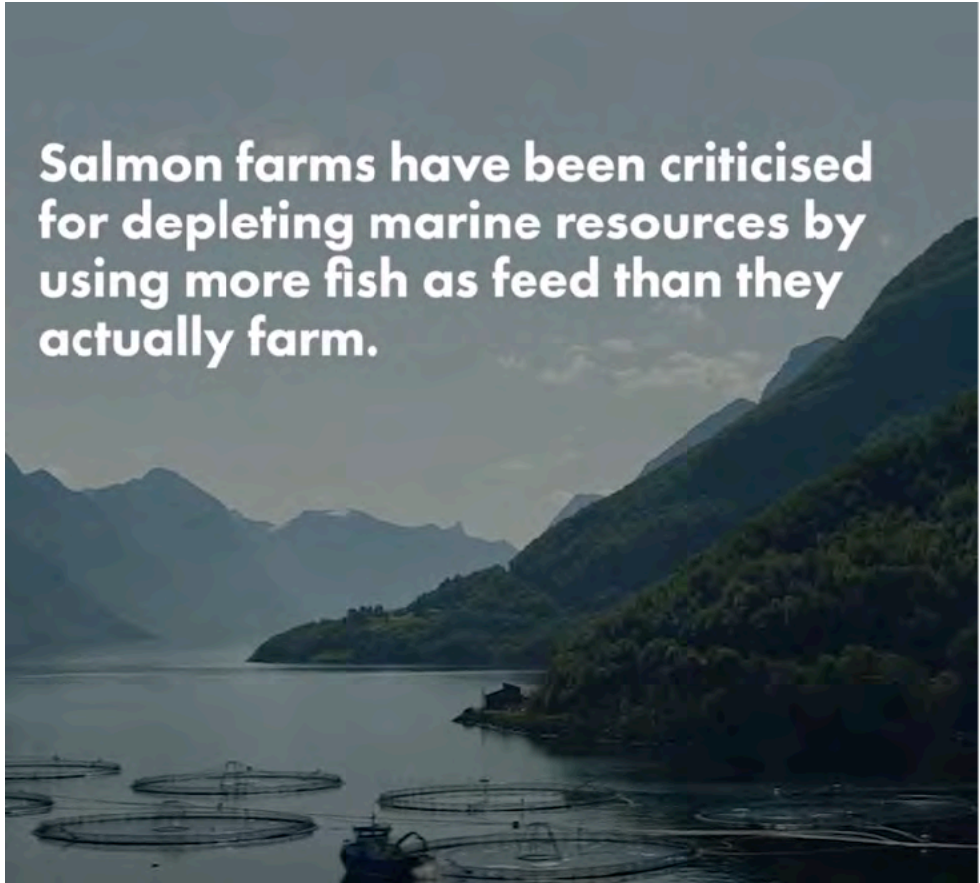 Salmon farms have been criticised
for depleting marine resources by
using more fish as feed than they
actually farm.